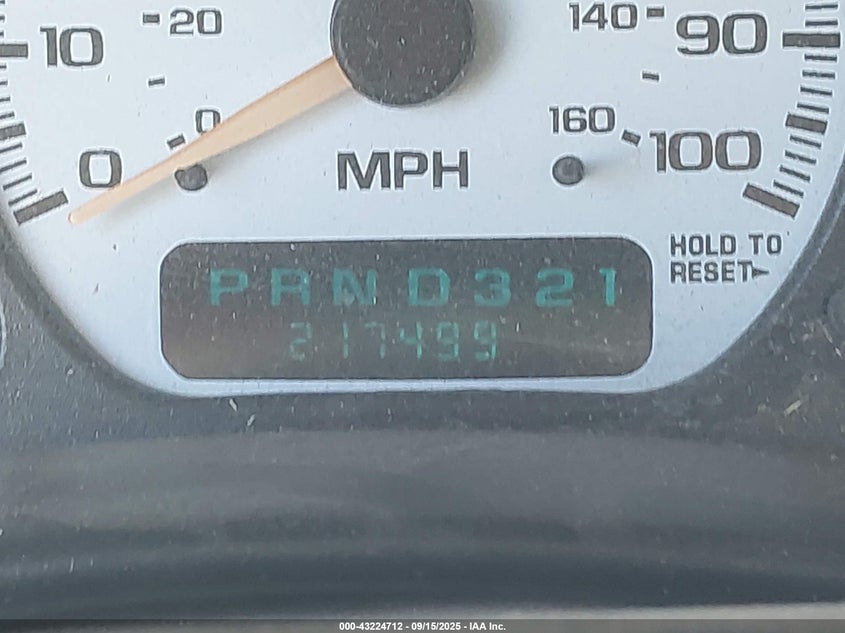 10 20 140 90
0 0 160 100
MPH
HOLD TO
RESET
PRND321
217499
000-43224712 - 09/15/2025 - IAA Inc.